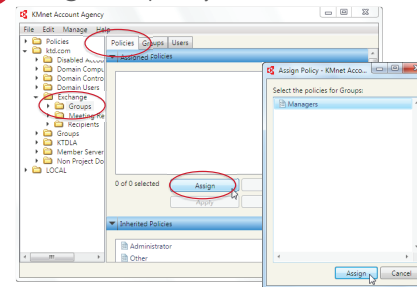 KMnet Account Agency
File Edit Manage Help
Policies
ktd.com
Disabled Accou
Domain Compu
Domain Contro
Domain Users
Exchange
Groups
Meeting Re
Recipients
Groups
KTDLA
Member Server
Non Project Do
LOCAL
Policies Groups Users
Assigned Policies
0 of 0 selected
Assign
Apply
Inherited Policies
Administrator
Other
Assign Policy - KMnet Acco...
Select the policies for Groups:
Managers
Assign Cancel